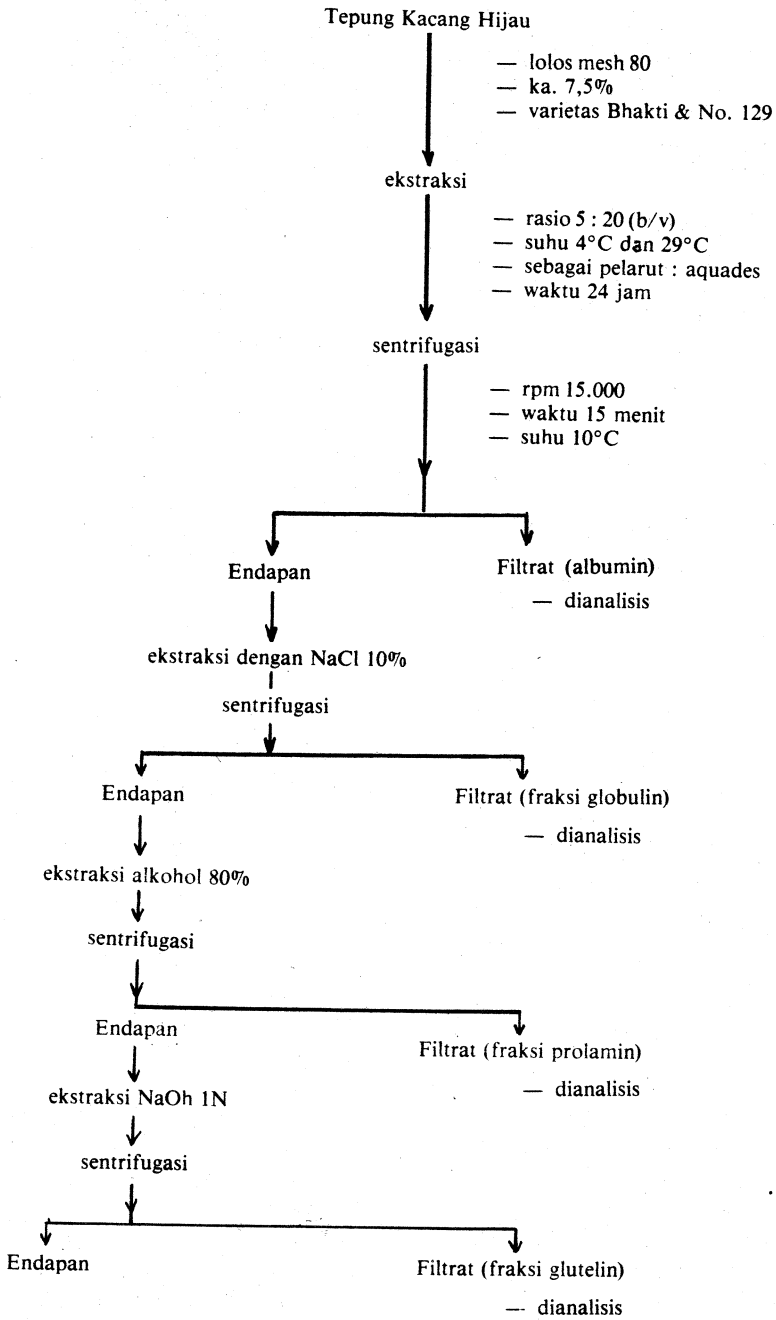 Tepung Kacang Hijau
— lolos mesh 80
— ka. 7,5%
— varietas Bhakti & No. 129
ekstraksi
— rasio 5 : 20 (b/v)
— suhu 4°C dan 29°C
— sebagai pelarut : aquades
— waktu 24 jam
sentrifugasi
— rpm 15.000
— waktu 15 menit
— suhu 10°C
Endapan
Filtrat (albumin)
— dianalisis
ekstraksi dengan NaCl 10%
sentrifugasi
Endapan
Filtrat (fraksi globulin)
— dianalisis
ekstraksi alkohol 80%
sentrifugasi
Endapan
Filtrat (fraksi prolamin)
— dianalisis
ekstraksi NaOh 1N
sentrifugasi
Endapan
Filtrat (fraksi glutelin)
— dianalisis